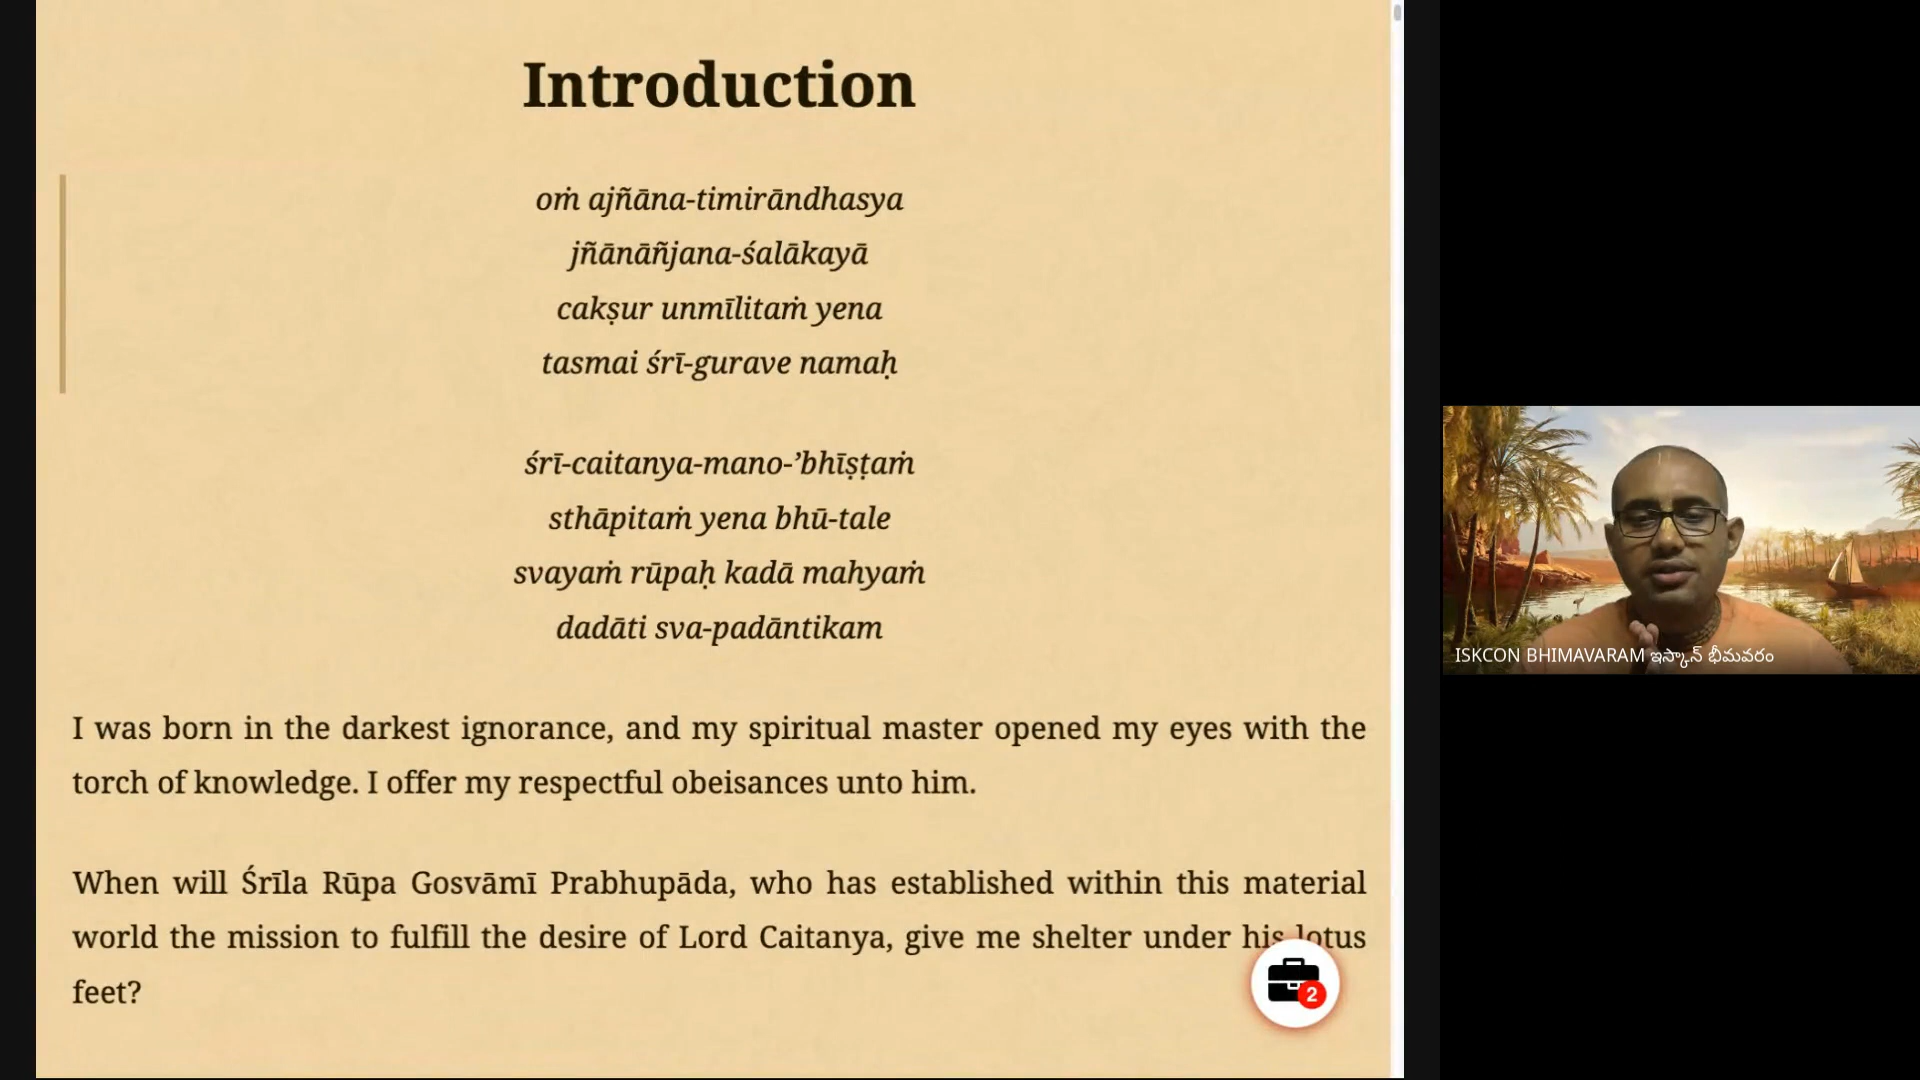 Introduction
oṁ ajñāna-timirāndhasya
jñānāñjana-śalākayā
cakṣur unmīlitaṁ yena
tasmai śrī-gurave namaḥ
śrī-caitanya-mano-’bhīṣṭaṁ
sthāpitaṁ yena bhū-tale
svayaṁ rūpaḥ kadā mahyaṁ
dadāti sva-padāntikam
I was born in the darkest ignorance, and my spiritual master opened my eyes with the
torch of knowledge. I offer my respectful obeisances unto him.
When will Śrīla Rūpa Gosvāmī Prabhupāda, who has established within this material
world the mission to fulfill the desire of Lord Caitanya, give me shelter under his lotus
feet?
2
ISKCON BHIMAVARAM ఇస్కాన్ భీమవరం